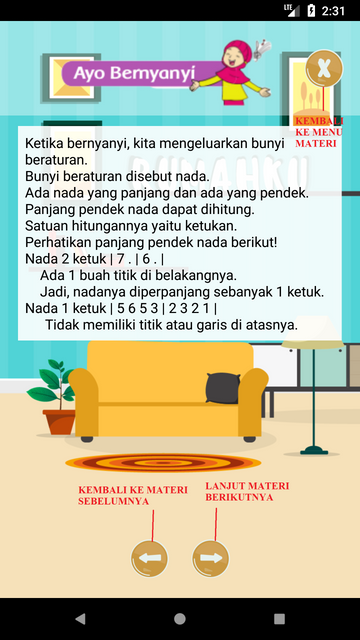 LTE 2:31
Ayo Bernyanyi
X
KEMBALI
KE MENU
MATERI
Ketika bernyanyi, kita mengeluarkan bunyi
beraturan.
Bunyi beraturan disebut nada.
Ada nada yang panjang dan ada yang pendek.
Panjang pendek nada dapat dihitung.
Satuan hitungannya yaitu ketukan.
Perhatikan panjang pendek nada berikut!
Nada 2 ketuk | 7 . | 6 . |
Ada 1 buah titik di belakangnya.
Jadi, nadanya diperpanjang sebanyak 1 ketuk.
Nada 1 ketuk | 5 6 5 3 | 2 3 2 1 |
Tidak memiliki titik atau garis di atasnya.
KEMBALI KE MATERI
SEBELUMNYA
LANJUT MATERI
BERIKUTNYA